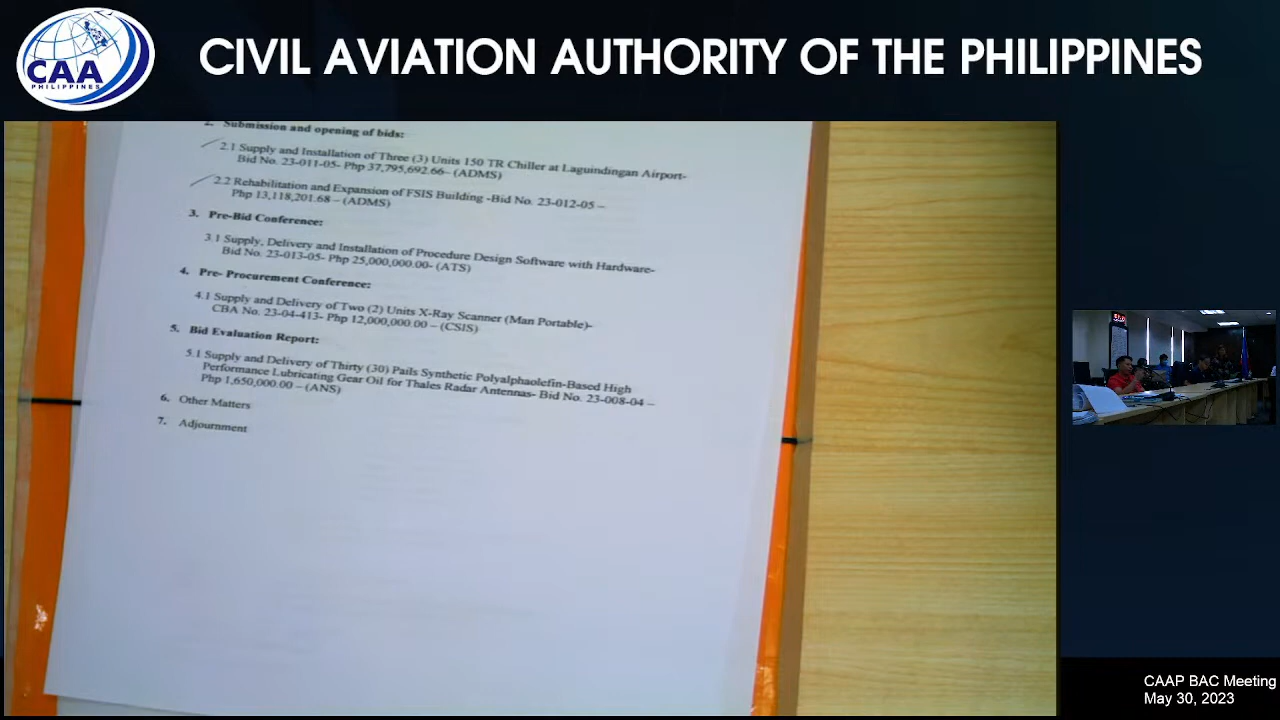 CAA
PHILIPPINES
CIVIL AVIATION AUTHORITY OF THE PHILIPPINES
2. Submission and opening of bids:
2.1 Supply and Installation of Three (3) Units 150 TR Chiller at Laguindingan Airport-
Bid No. 23-011-05- Php 37,795,692.66– (ADMS)
2.2 Rehabilitation and Expansion of FSIS Building -Bid No. 23-012-05 –
Php 13,118,201.68 – (ADMS)
3. Pre-Bid Conference:
3.1 Supply, Delivery and Installation of Procedure Design Software with Hardware-
Bid No. 23-013-05- Php 25,000,000.00- (ATS)
4. Pre- Procurement Conference:
4.1 Supply and Delivery of Two (2) Units X-Ray Scanner (Man Portable)-
CBA No. 23-04-413- Php 12,000,000.00 – (CSIS)
5. Bid Evaluation Report:
5.1 Supply and Delivery of Thirty (30) Pails Synthetic Polyalphaolefin-Based High
Performance Lubricating Gear Oil for Thales Radar Antennas- Bid No. 23-008-04 –
Php 1,650,000.00 – (ANS)
6. Other Matters
7. Adjournment
CAAP BAC Meeting
May 30, 2023